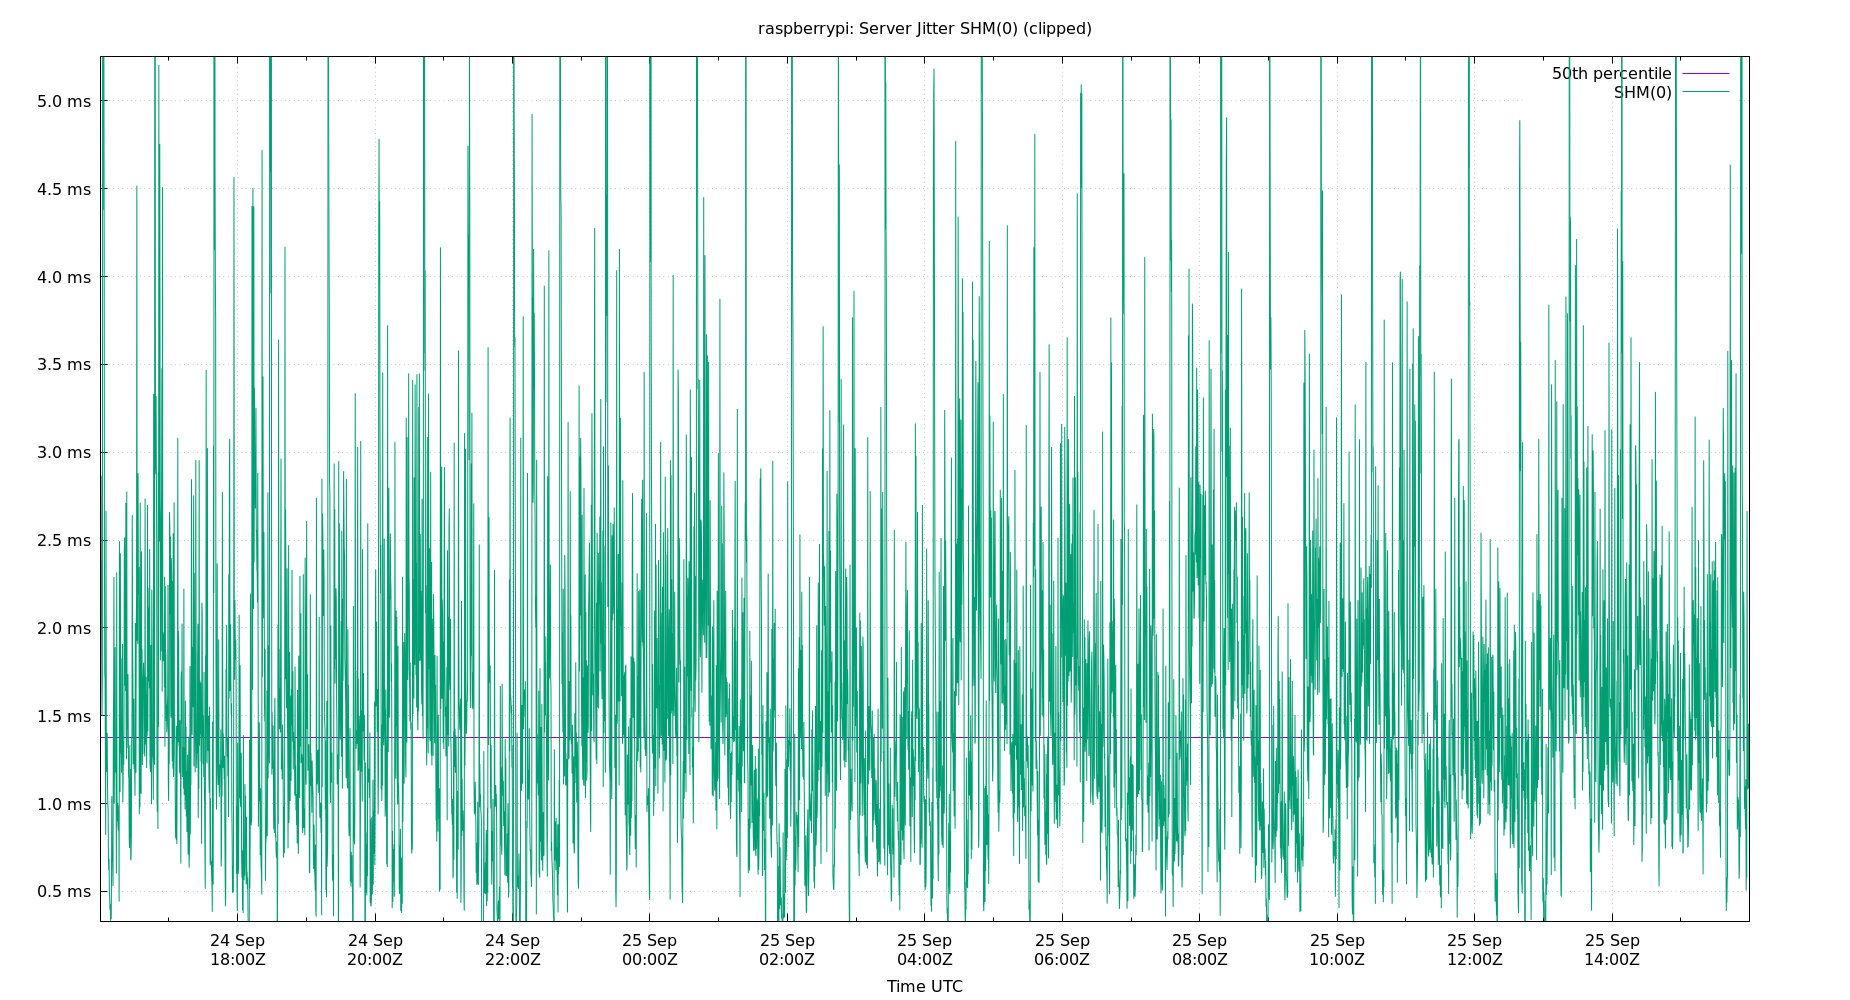 raspberrypi: Server Jitter SHM(0) (clipped)
50th percentile
SHM(0)
5.0 ms
4.5 ms
4.0 ms
3.5 ms
3.0 ms
2.5 ms
2.0 ms
1.5 ms
1.0 ms
0.5 ms
24 Sep 24 Sep 24 Sep 25 Sep 25 Sep 25 Sep 25 Sep 25 Sep 25 Sep 25 Sep 25 Sep
18:00Z 20:00Z 22:00Z 00:00Z 02:00Z 04:00Z 06:00Z 08:00Z 10:00Z 12:00Z 14:00Z
Time UTC